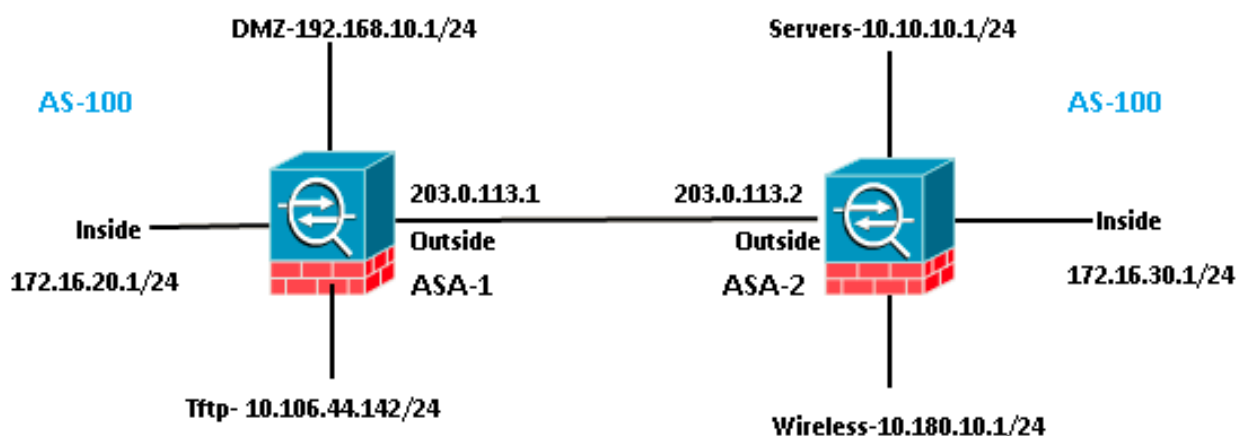 DMZ-192.168.10.1/24
Servers-10.10.10.1/24
AS-100
AS-100
203.0.113.1
203.0.113.2
Inside
Outside
Outside
Inside
172.16.20.1/24
ASA-1
ASA-2
172.16.30.1/24
Tftp- 10.106.44.142/24
Wireless-10.180.10.1/24